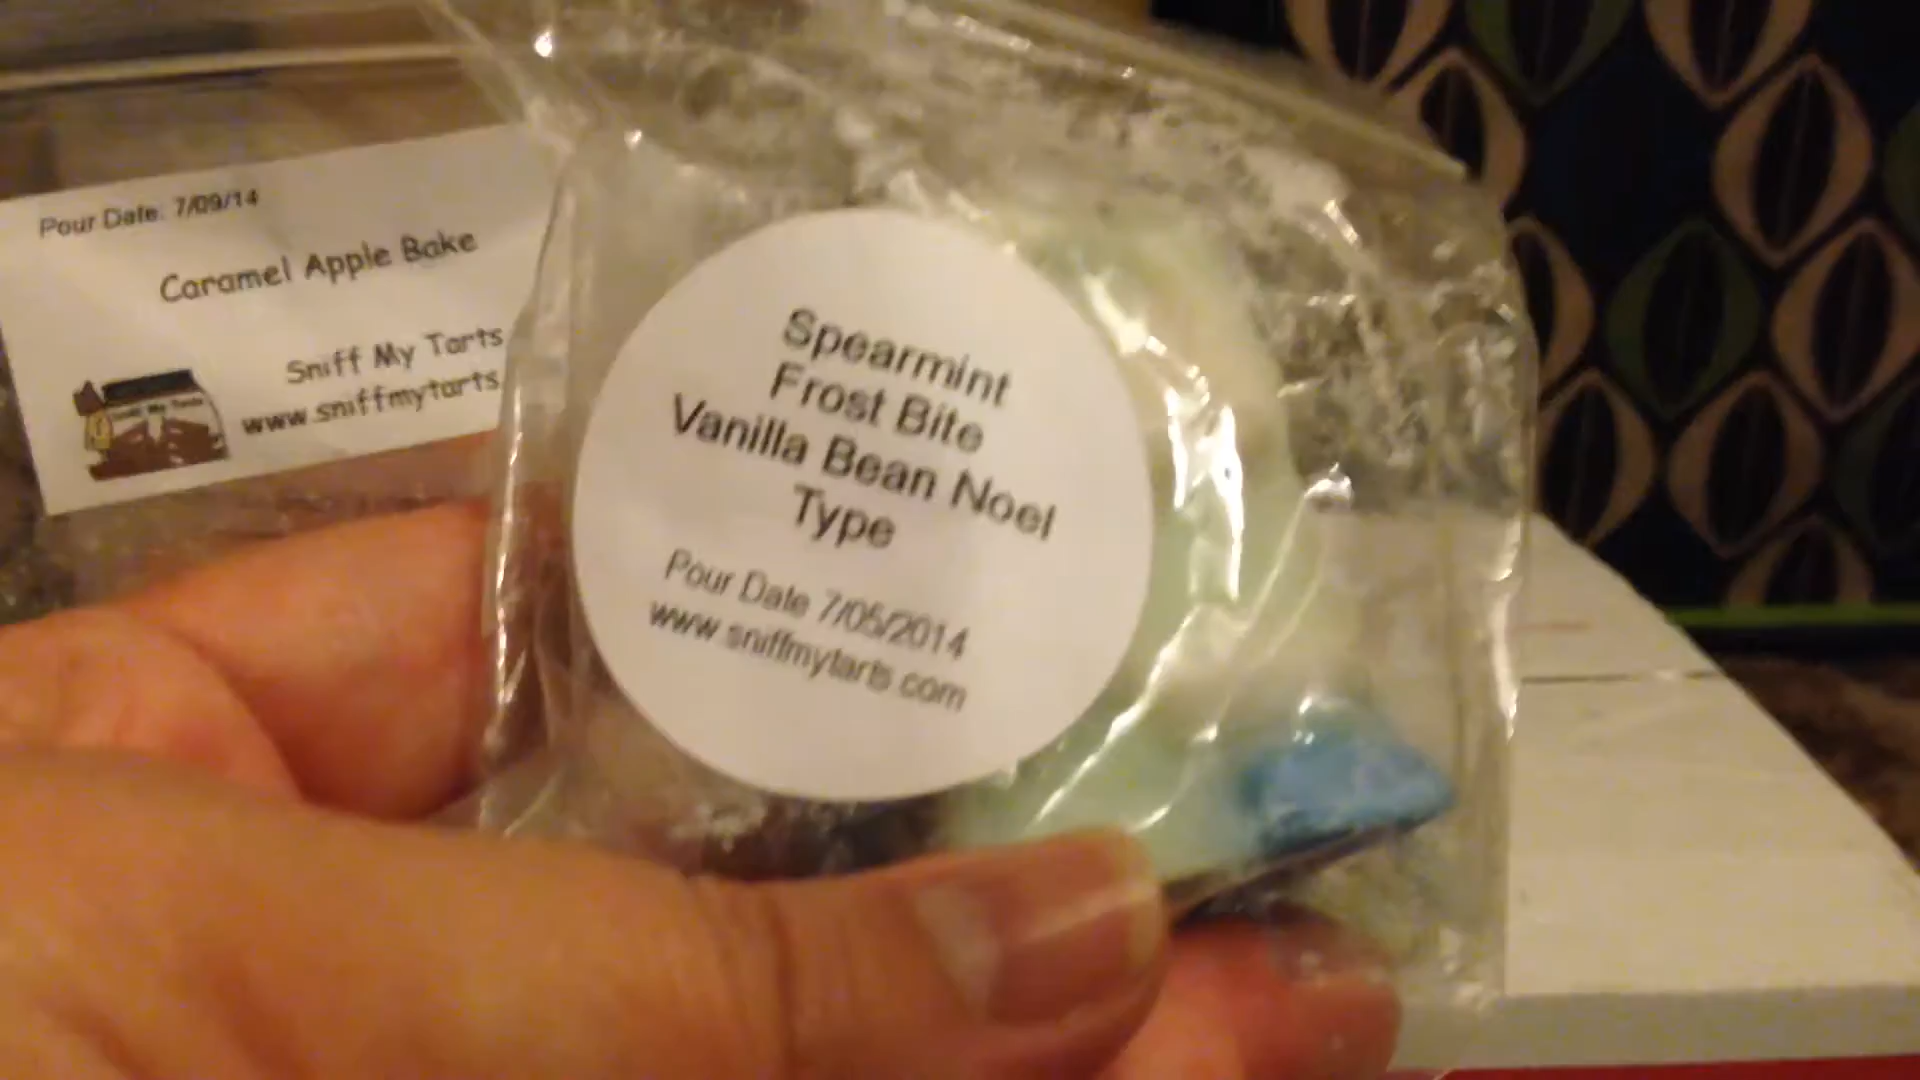 Pour Date: 7/09/14
Caramel Apple Bake
Sniff My Tarts
www.sniffmytarts.
Spearmint
Frost Bite
Vanilla Bean Noel
Type
Pour Date 7/05/2014
www.sniffmytarts.com